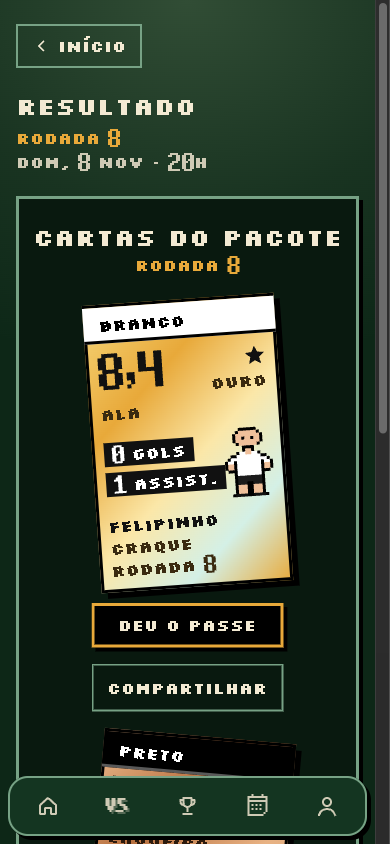 INÍCIO
RESULTADO
RODADA 8
DOM, 8 NOV · 20H
CARTAS DO PACOTE
RODADA 8
BRANCO
8,4
OURO
ALA
0 GOLS
1 ASSIST.
FELIPINHO
CRAQUE
RODADA 8
DEU O PASSE
COMPARTILHAR
PRETO
VS